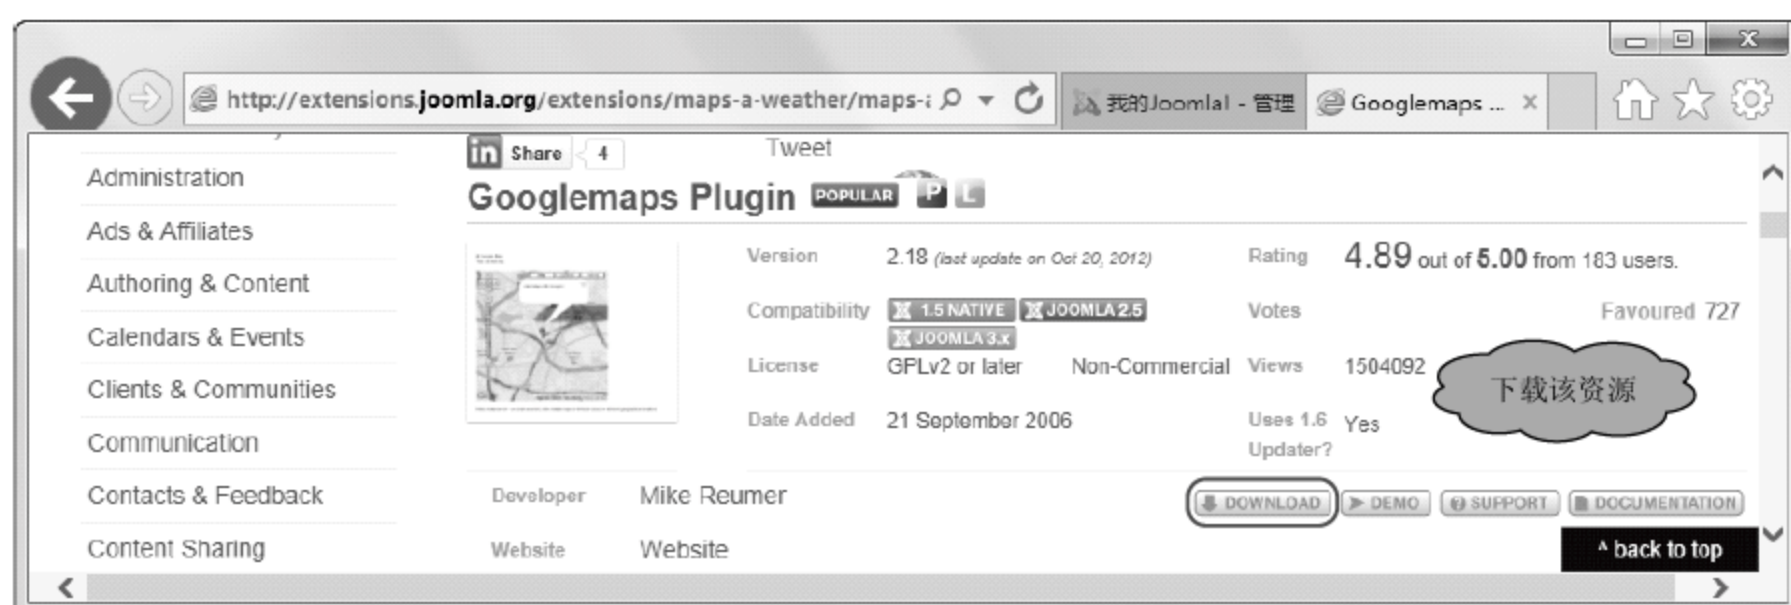 http://extensions.joomla.org/extensions/maps-a-weather/maps-
我的Joomla! - 管理
Googlemaps ...
Share
4
Tweet
Administration
Ads & Affiliates
Authoring & Content
Calendars & Events
Clients & Communities
Communication
Contacts & Feedback
Content Sharing
Googlemaps Plugin POPULAR P L
Version 2.18 (last update on Oct 20, 2012)
Compatibility 1.5 NATIVE JOOMLA 2.5
JOOMLA 3.x
License GPLv2 or later Non-Commercial
Date Added 21 September 2006
Rating 4.89 out of 5.00 from 183 users.
Votes Favoured 727
Views 1504092
Uses 1.6 Yes
Updater?
下载该资源
Developer Mike Reumer
Website Website
DOWNLOAD DEMO SUPPORT DOCUMENTATION
^ back to top